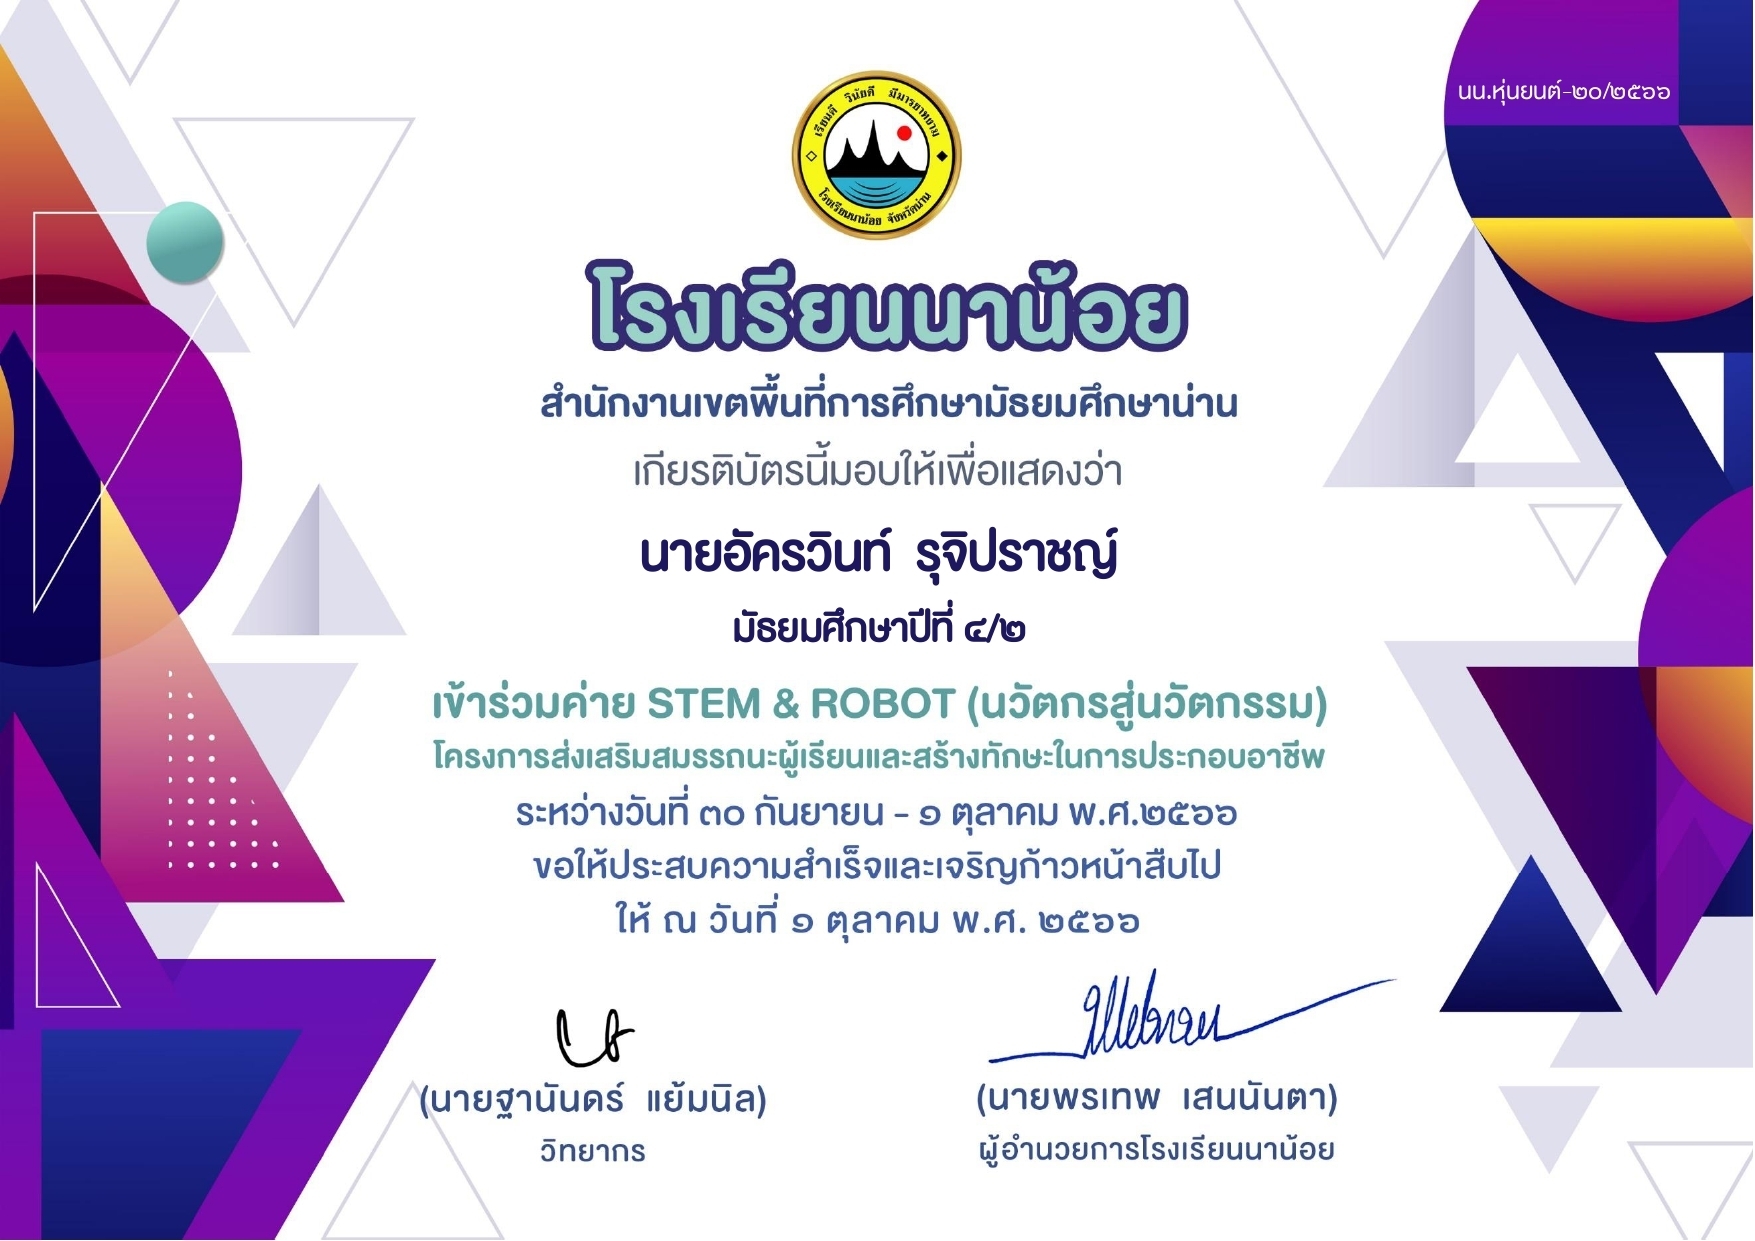 นน.หุ่นยนต์-๒๐/๒๕๖๖
เรียนดี วินัยดี มีมารยาทงาม
โรงเรียนนาน้อย จังหวัดน่าน
โรงเรียนนาน้อย
สำนักงานเขตพื้นที่การศึกษามัธยมศึกษาน่าน
เกียรติบัตรนี้มอบให้เพื่อแสดงว่า
นายอัครวินท์ รุจิปราชญ์
มัธยมศึกษาปีที่ ๔/๒
เข้าร่วมค่าย STEM & ROBOT (นวัตกรสู่นวัตกรรม)
โครงการส่งเสริมสมรรถนะผู้เรียนและสร้างทักษะในการประกอบอาชีพ
ระหว่างวันที่ ๓๐ กันยายน - ๑ ตุลาคม พ.ศ.๒๕๖๖
ขอให้ประสบความสำเร็จและเจริญก้าวหน้าสืบไป
ให้ ณ วันที่ ๑ ตุลาคม พ.ศ. ๒๕๖๖
(นายฐานันดร์ แย้มนิล)
วิทยากร
(นายพรเทพ เสนนันตา)
ผู้อำนวยการโรงเรียนนาน้อย